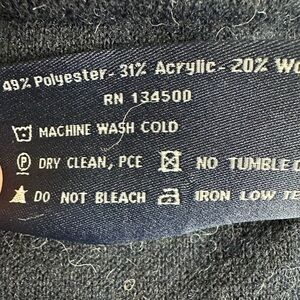 49% Polyester- 31% Acrylic- 20% Wo
RN 134500
MACHINE WASH COLD
P DRY CLEAN, PCE NO TUMBLE D
DO NOT BLEACH IRON LOW TE